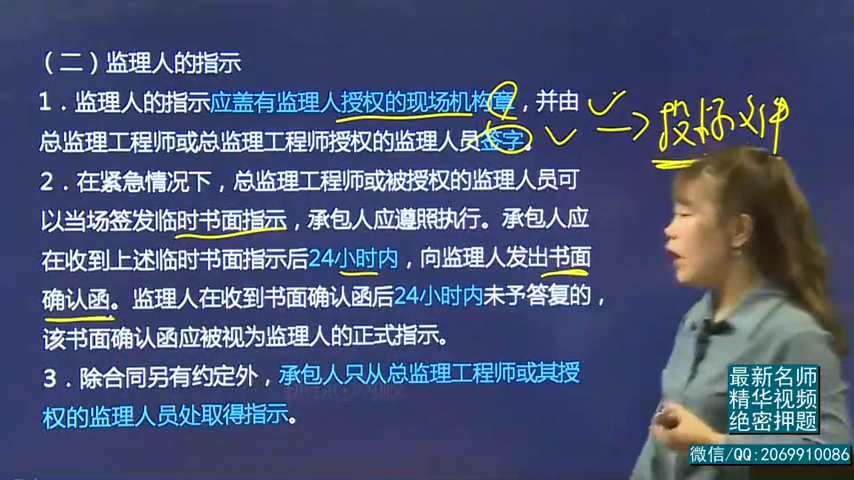 （二）监理人的指示
1．监理人的指示应盖有监理人授权的现场机构章，并由
总监理工程师或总监理工程师授权的监理人员签字。
投标文件
2．在紧急情况下，总监理工程师或被授权的监理人员可
以当场签发临时书面指示，承包人应遵照执行。承包人应
在收到上述临时书面指示后24小时内，向监理人发出书面
确认函。监理人在收到书面确认函后24小时内未予答复的，
该书面确认函应被视为监理人的正式指示。
3．除合同另有约定外，承包人只从总监理工程师或其授
权的监理人员处取得指示。
最新名师
精华视频
绝密押题
微信/QQ:2069910086